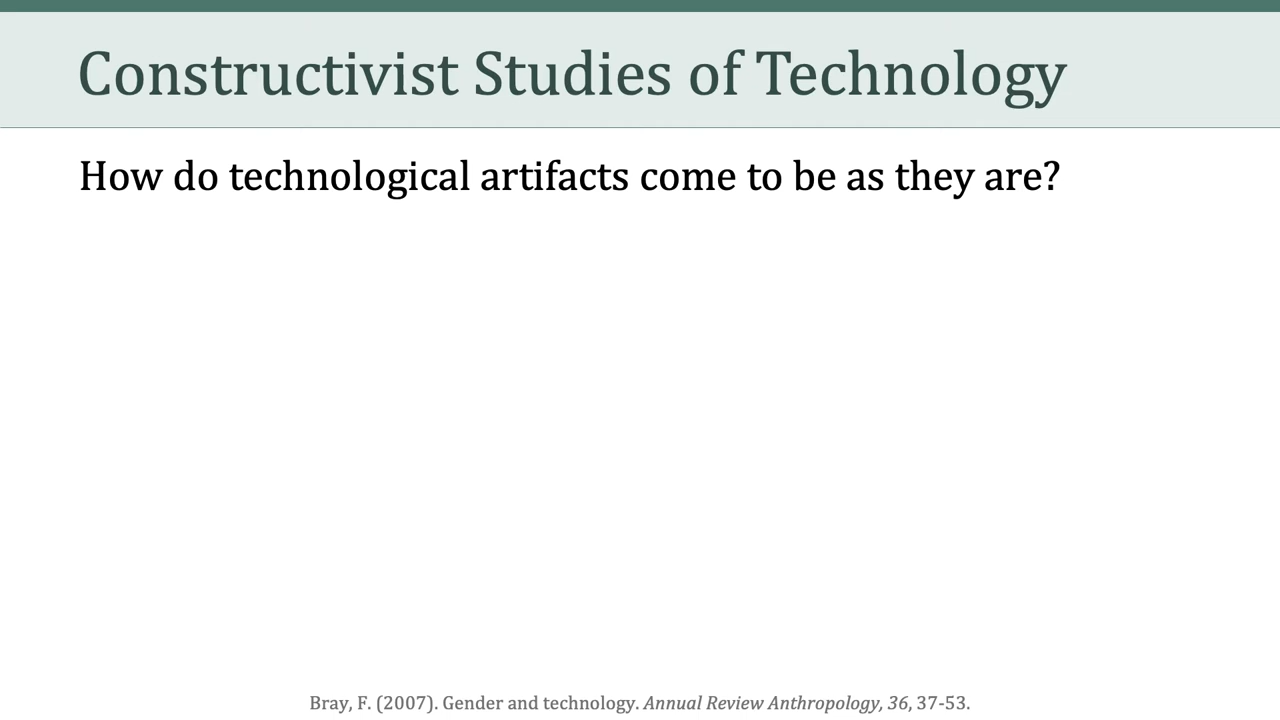 Constructivist Studies of Technology
How do technological artifacts come to be as they are?
Bray, F. (2007). Gender and technology. Annual Review Anthropology, 36, 37-53.